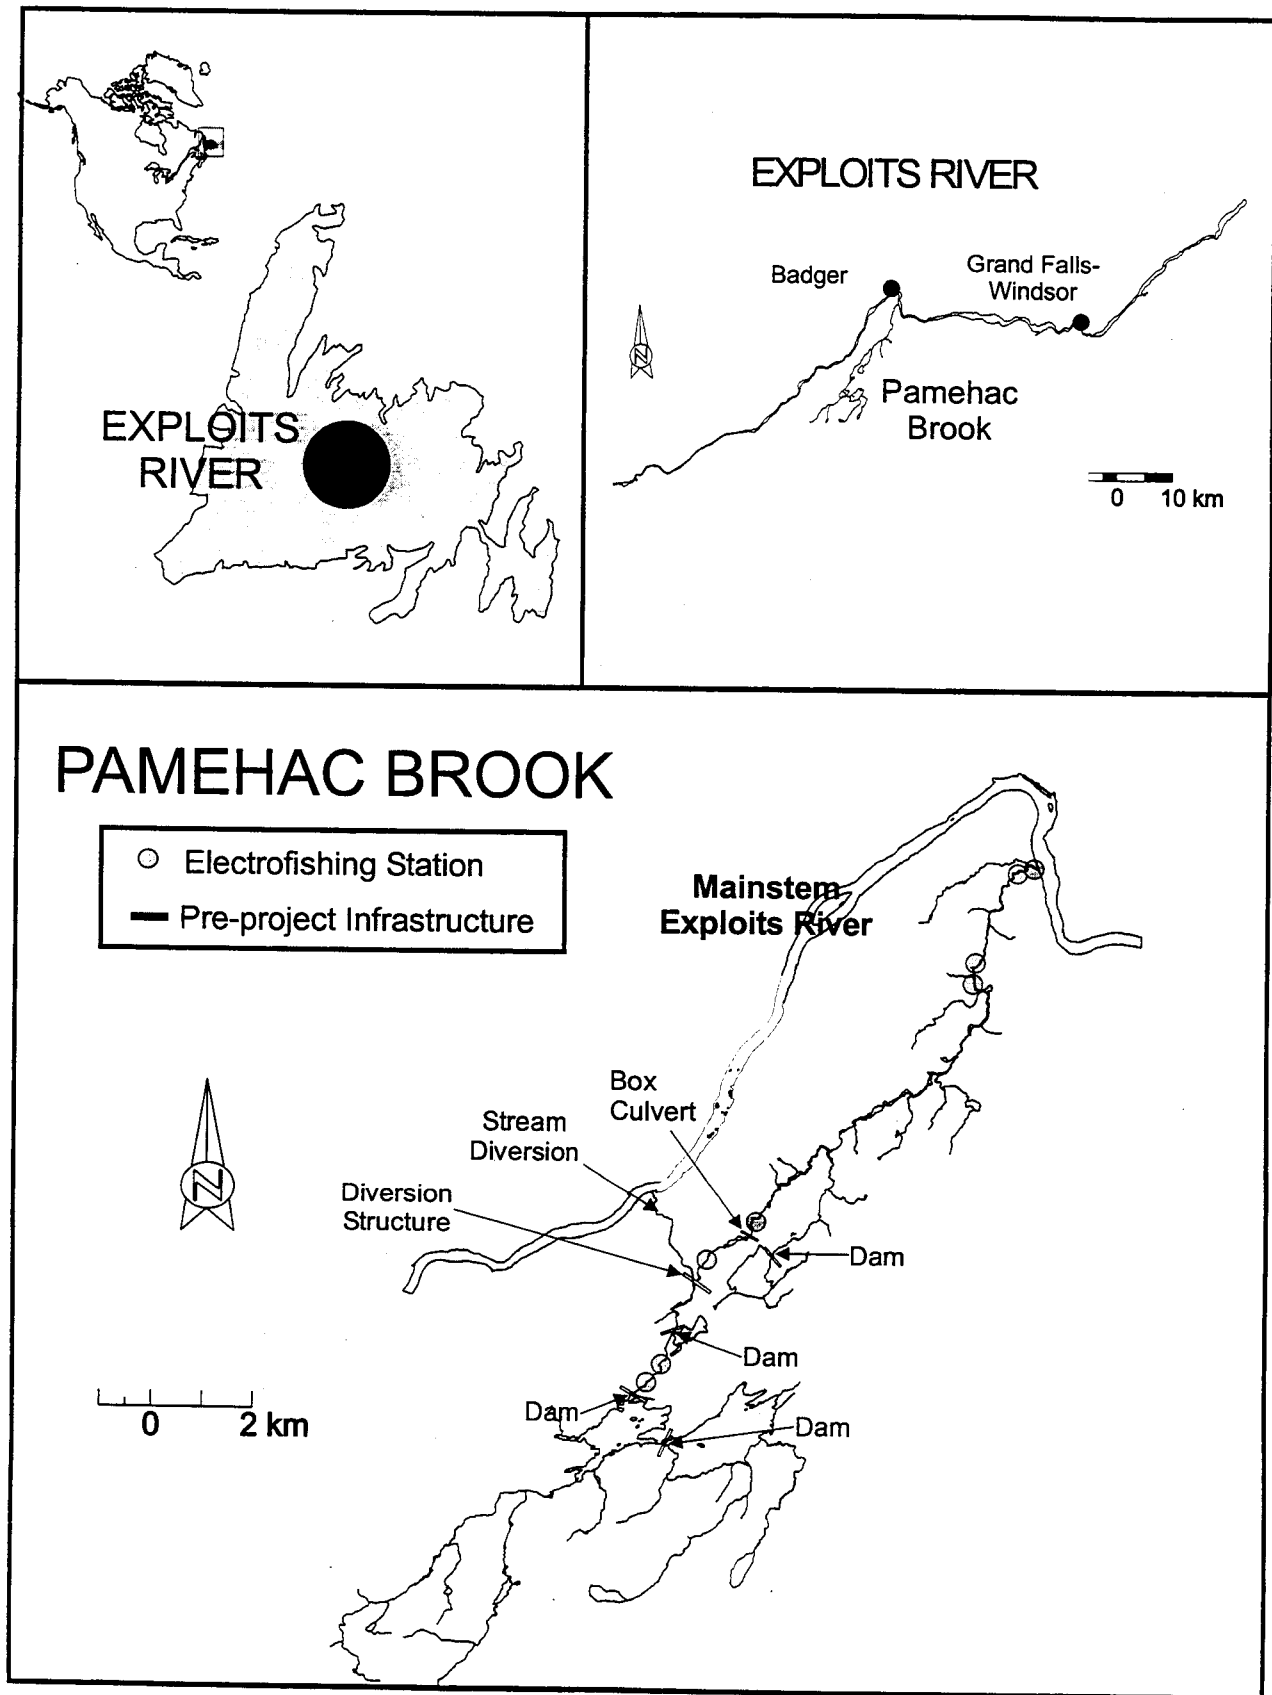 EXPLOITS
RIVER
EXPLOITS RIVER
Badger
Grand Falls-
Windsor
N
Pamehac
Brook
0 10 km
PAMEHAC BROOK
Electrofishing Station
Pre-project Infrastructure
Mainstem
Exploits River
Box
Culvert
Stream
Diversion
Diversion
Structure
N
Dam
Dam
Dam
Dam
0 2 km